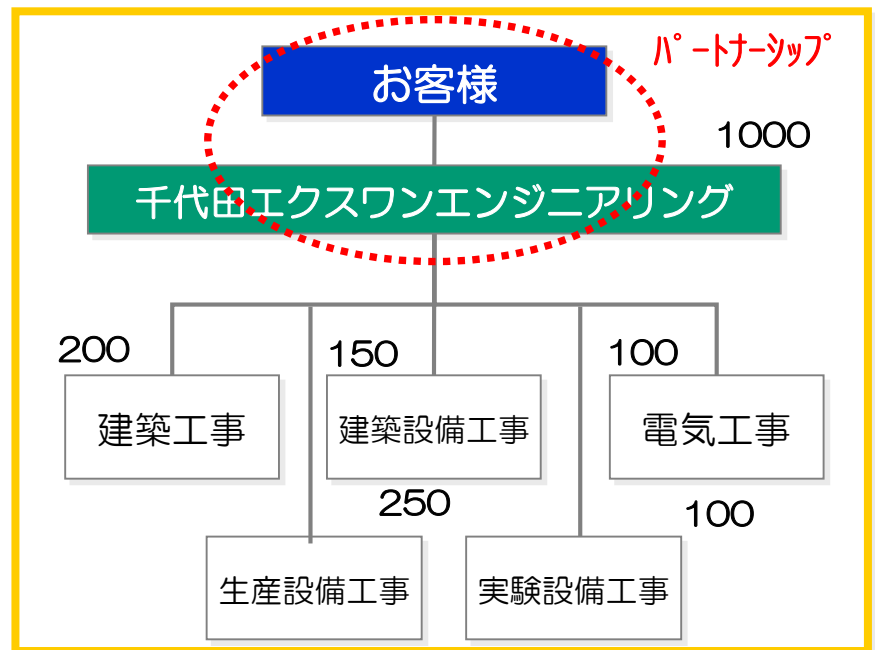 ﾊﾟｰﾄﾅｰｼｯﾌﾟ
お客様
1000
千代田エクスワンエンジニアリング
200
150
100
建築工事
建築設備工事
電気工事
250
100
生産設備工事
実験設備工事